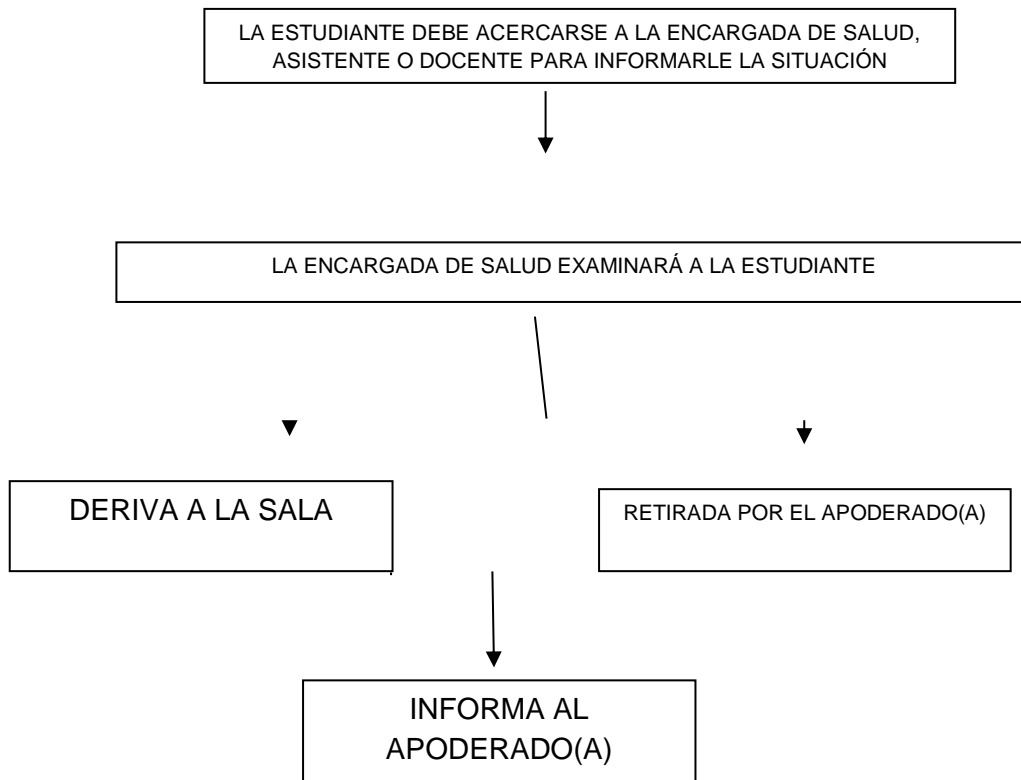 LA ESTUDIANTE DEBE ACERCARSE A LA ENCARGADA DE SALUD,
ASISTENTE O DOCENTE PARA INFORMARLE LA SITUACIÓN
LA ENCARGADA DE SALUD EXAMINARÁ A LA ESTUDIANTE
DERIVA A LA SALA
RETIRADA POR EL APODERADO(A)
INFORMA AL
APODERADO(A)